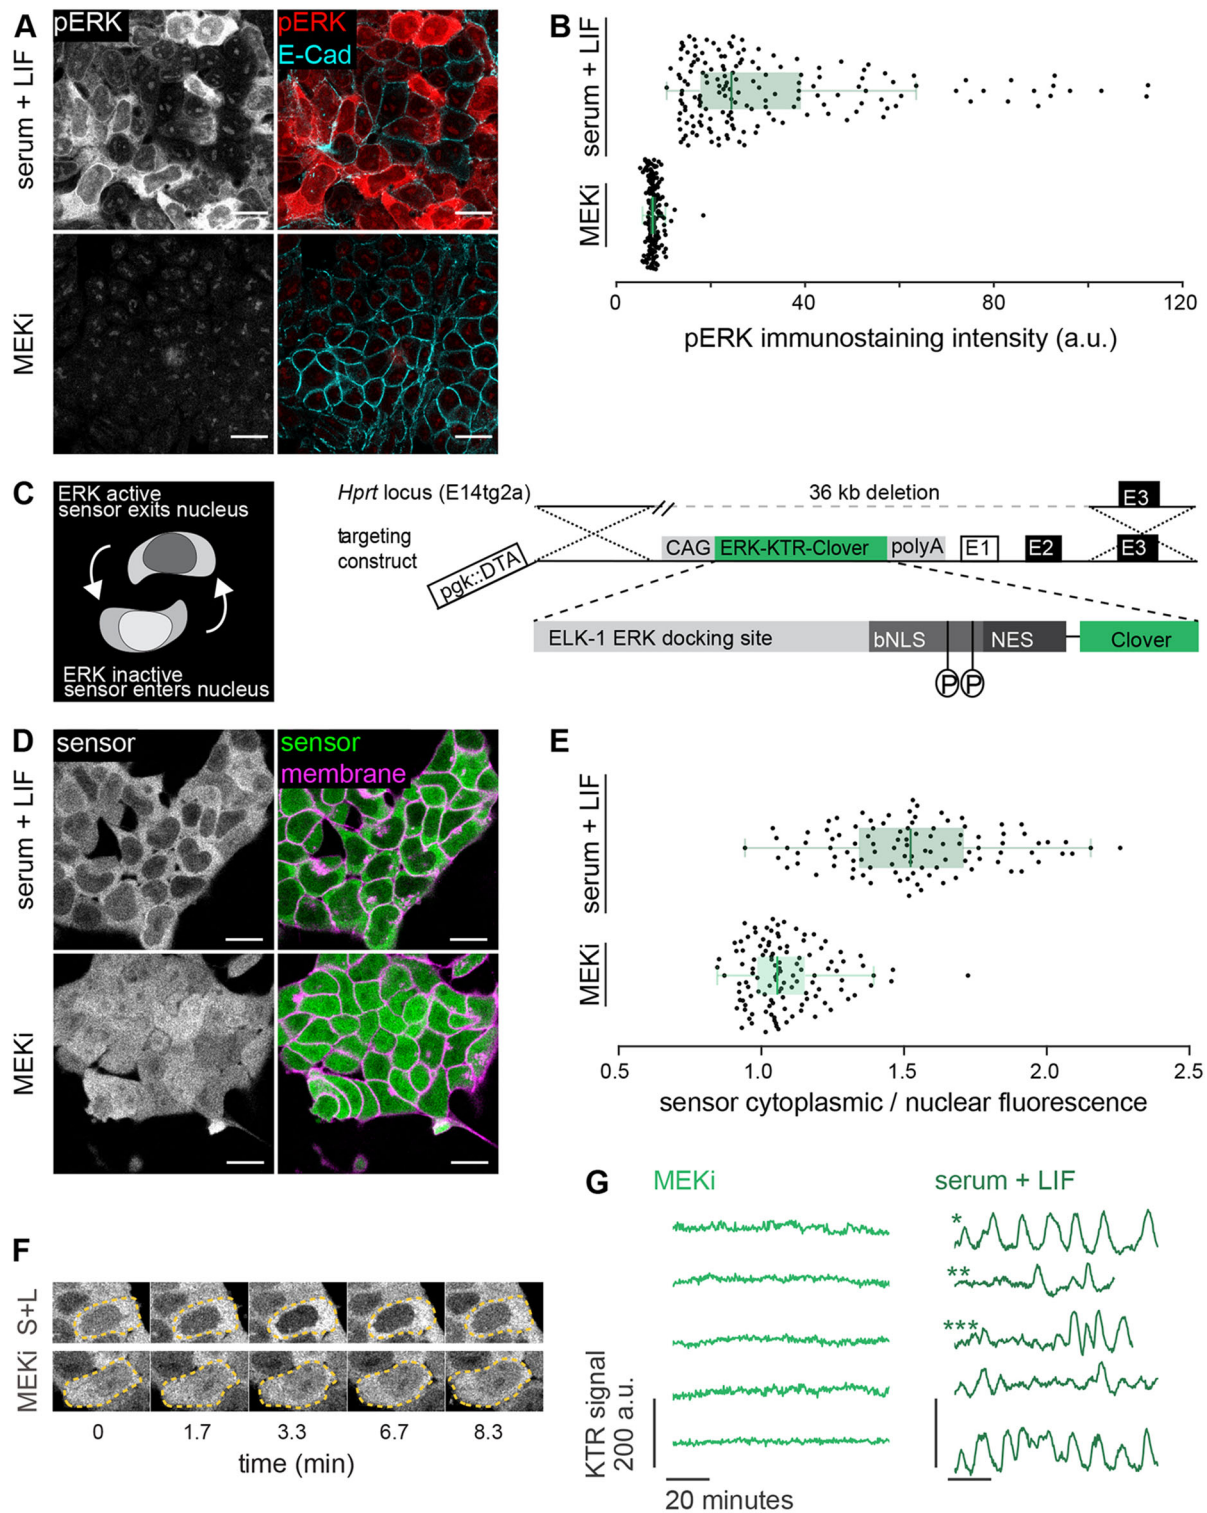 A
pERK
pERK
E-Cad
serum + LIF
MEKi
B
serum + LIF
MEKi
0
40
80
120
pERK immunostaining intensity (a.u.)
C
ERK active
sensor exits nucleus
ERK inactive
sensor enters nucleus
Hprt locus (E14tg2a)
36 kb deletion
E3
targeting
construct
pgk::DTA
CAG
ERK-KTR-Clover
polyA
E1
E2
E3
ELK-1 ERK docking site
bNLS
NES
Clover
P
P
D
sensor
sensor
membrane
serum + LIF
MEKi
E
serum + LIF
MEKi
0.5
1.0
1.5
2.0
2.5
sensor cytoplasmic / nuclear fluorescence
F
S+L
MEKi
0
1.7
3.3
6.7
8.3
time (min)
G
MEKi
serum + LIF
*
**
***
KTR signal
200 a.u.
20 minutes